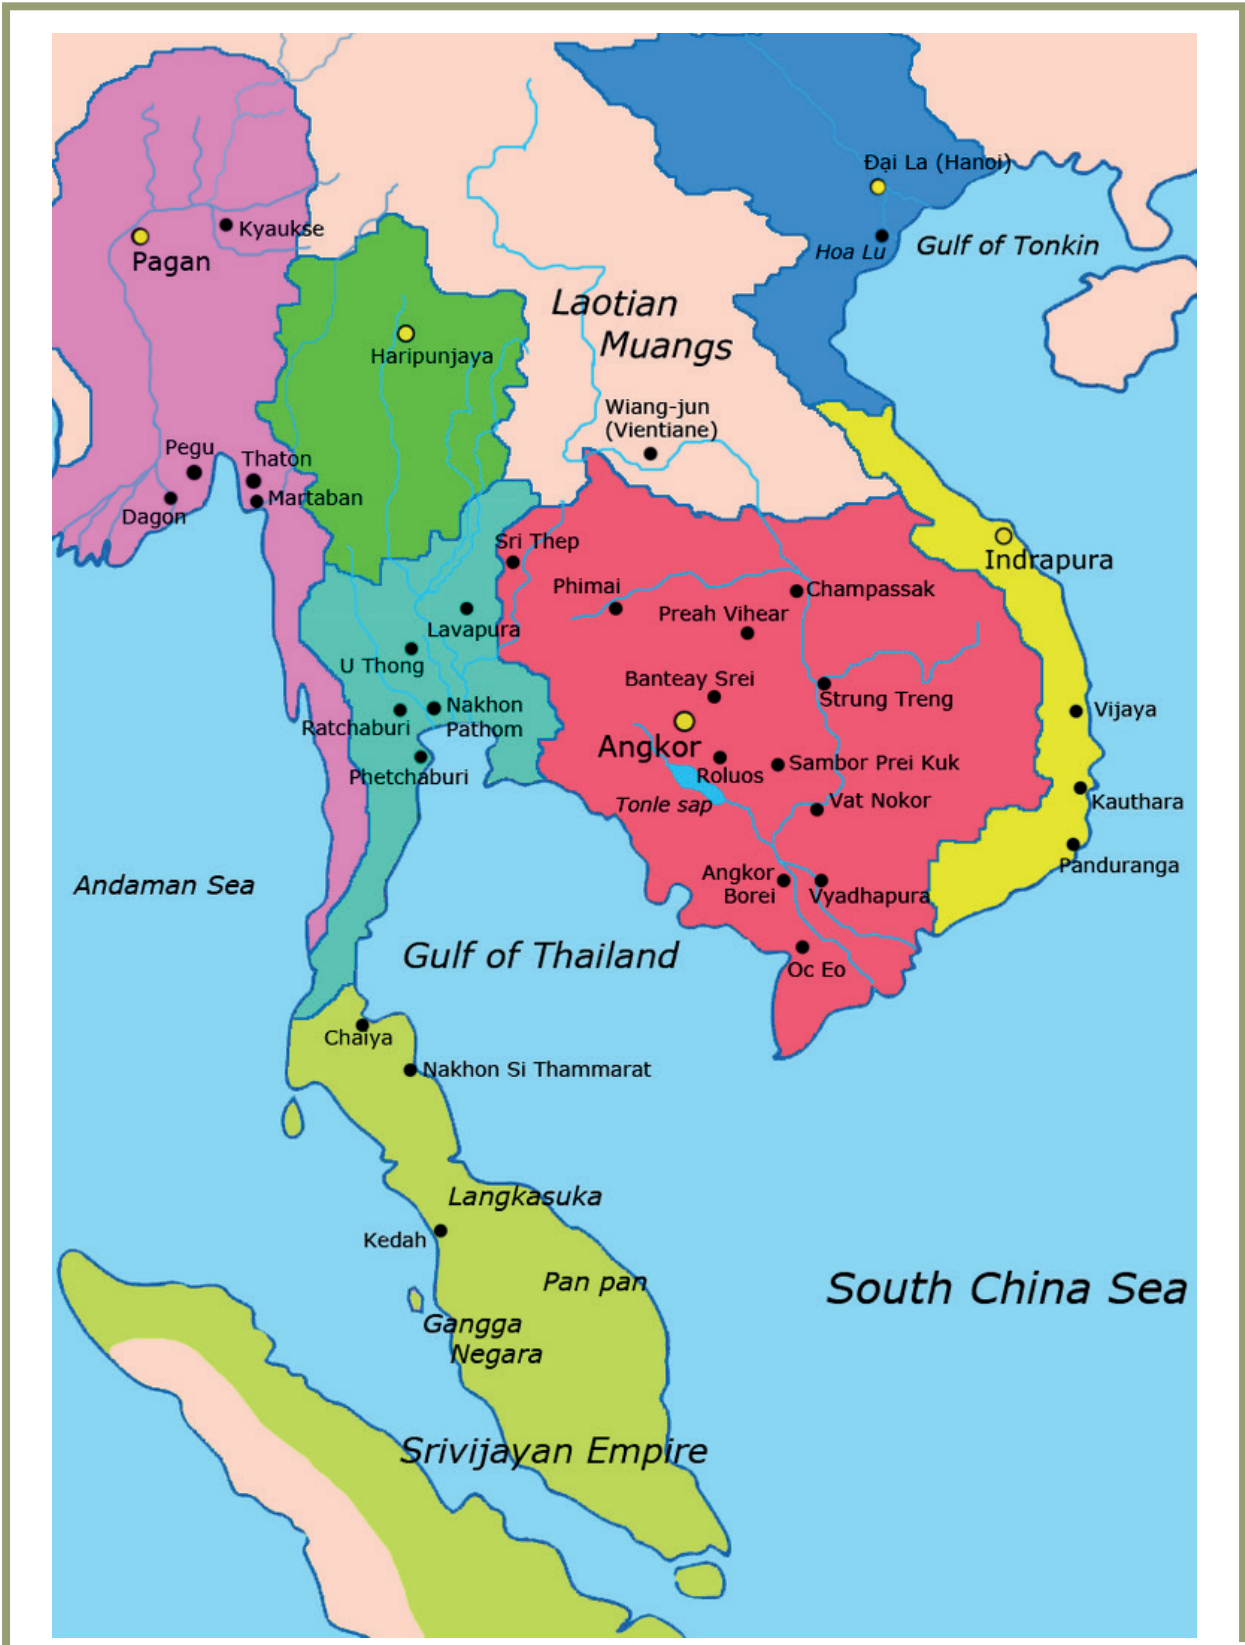 Đại La (Hanoi)
Kyaukse
Hoa Lu
Gulf of Tonkin
Pagan
Laotian
Muangs
Haripunjaya
Wiang-jun
(Vientiane)
Pegu
Thaton
Martaban
Dagon
Sri Thep
Indrapura
Phimai
Champassak
Preah Vihear
Lavapura
U Thong
Banteay Srei
Strung Treng
Nakhon
Pathom
Ratchaburi
Vijaya
Angkor
Phetchaburi
Roluos
Sambor Prei Kuk
Tonle sap
Vat Nokor
Kauthara
Panduranga
Andaman Sea
Angkor
Borei
Vyadhapura
Gulf of Thailand
Oc Eo
Chaiya
Nakhon Si Thammarat
Langkasuka
Kedah
Pan pan
South China Sea
Gangga
Negara
Srivijayan Empire